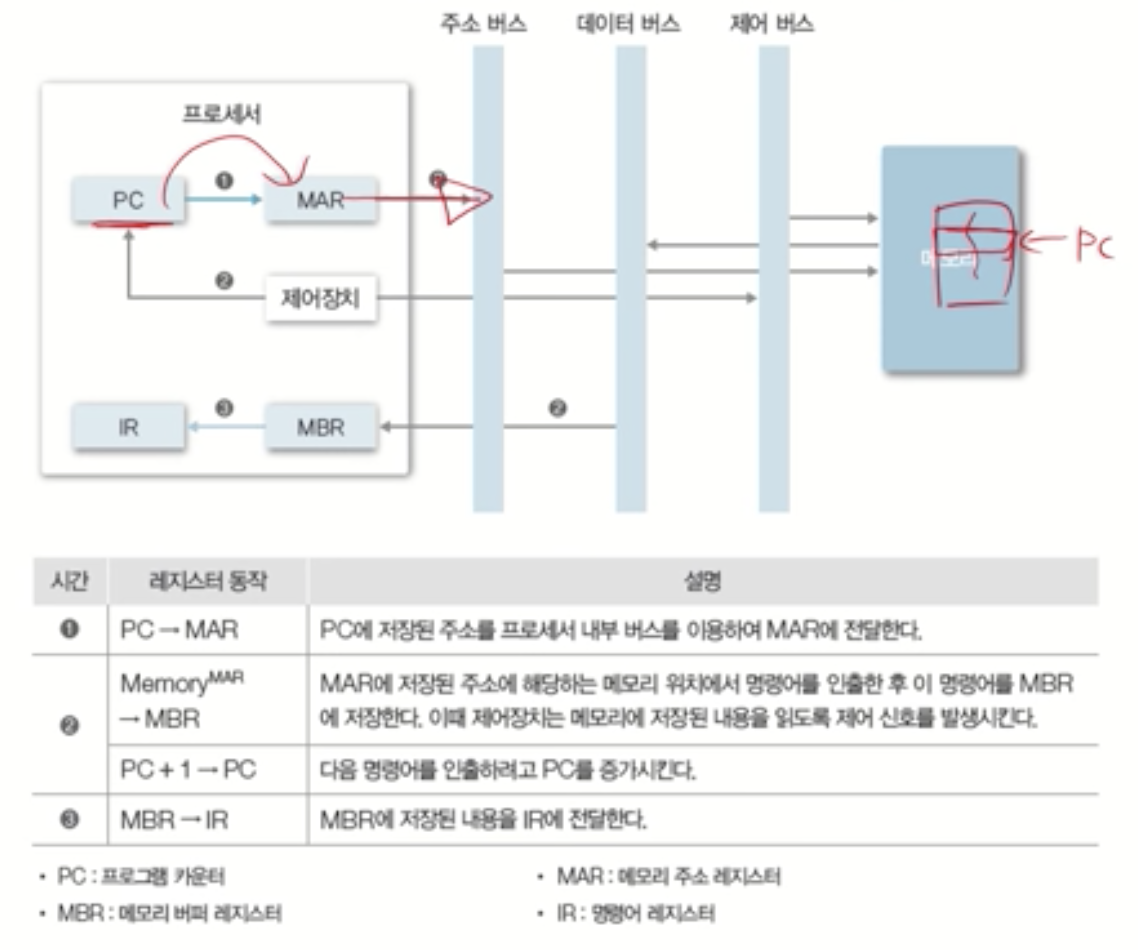 주소 버스 데이터 버스 제어 버스
프로세서
PC ❶ MAR ❷
메모리 ← PC
❷ 제어장치
IR ❸ MBR ❷
시간 레지스터 동작 설명
❶ PC → MAR PC에 저장된 주소를 프로세서 내부 버스를 이용하여 MAR에 전달한다.
❷ Memory^MAR → MBR MAR에 저장된 주소에 해당하는 메모리 위치에서 명령어를 인출한 후 이 명령어를 MBR
에 저장한다. 이때 제어장치는 메모리에 저장된 내용을 읽도록 제어 신호를 발생시킨다.
PC + 1 → PC 다음 명령어를 인출하려고 PC를 증가시킨다.
❸ MBR → IR MBR에 저장된 내용을 IR에 전달한다.
• PC : 프로그램 카운터 • MAR : 메모리 주소 레지스터
• MBR : 메모리 버퍼 레지스터 • IR : 명령어 레지스터